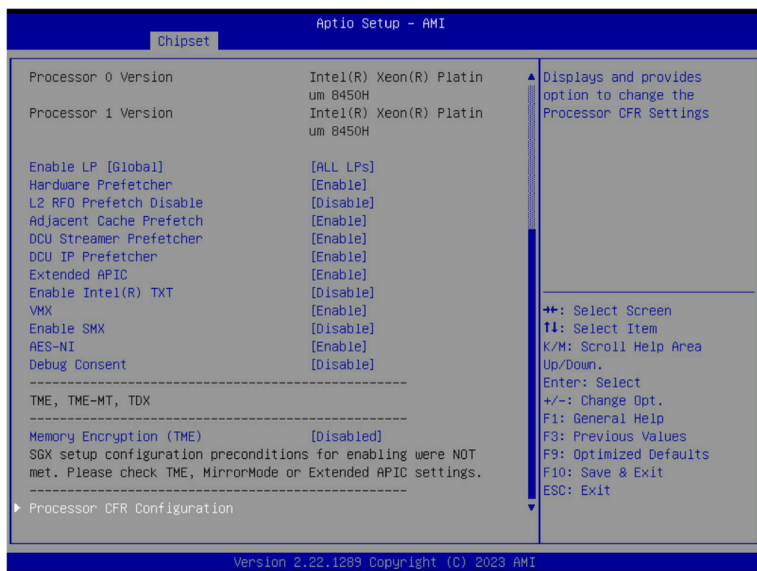 Aptio Setup - AMI
Chipset
Processor 0 Version Intel(R) Xeon(R) Platin
um 8450H
Processor 1 Version Intel(R) Xeon(R) Platin
um 8450H
Enable LP [Global] [ALL LPs]
Hardware Prefetcher [Enable]
L2 RFO Prefetch Disable [Disable]
Adjacent Cache Prefetch [Enable]
DCU Streamer Prefetcher [Enable]
DCU IP Prefetcher [Enable]
Extended APIC [Enable]
Enable Intel(R) TXT [Disable]
VMX [Enable]
Enable SMX [Disable]
AES-NI [Enable]
Debug Consent [Disable]
--------------------------------------------------
TME, TME-MT, TDX
--------------------------------------------------
Memory Encryption (TME) [Disabled]
SGX setup configuration preconditions for enabling were NOT
met. Please check TME, MirrorMode or Extended APIC settings.
--------------------------------------------------
Processor CFR Configuration
Displays and provides
option to change the
Processor CFR Settings
→←: Select Screen
↑↓: Select Item
K/M: Scroll Help Area
Up/Down.
Enter: Select
+/-: Change Opt.
F1: General Help
F3: Previous Values
F9: Optimized Defaults
F10: Save & Exit
ESC: Exit
Version 2.22.1289 Copyright (C) 2023 AMI